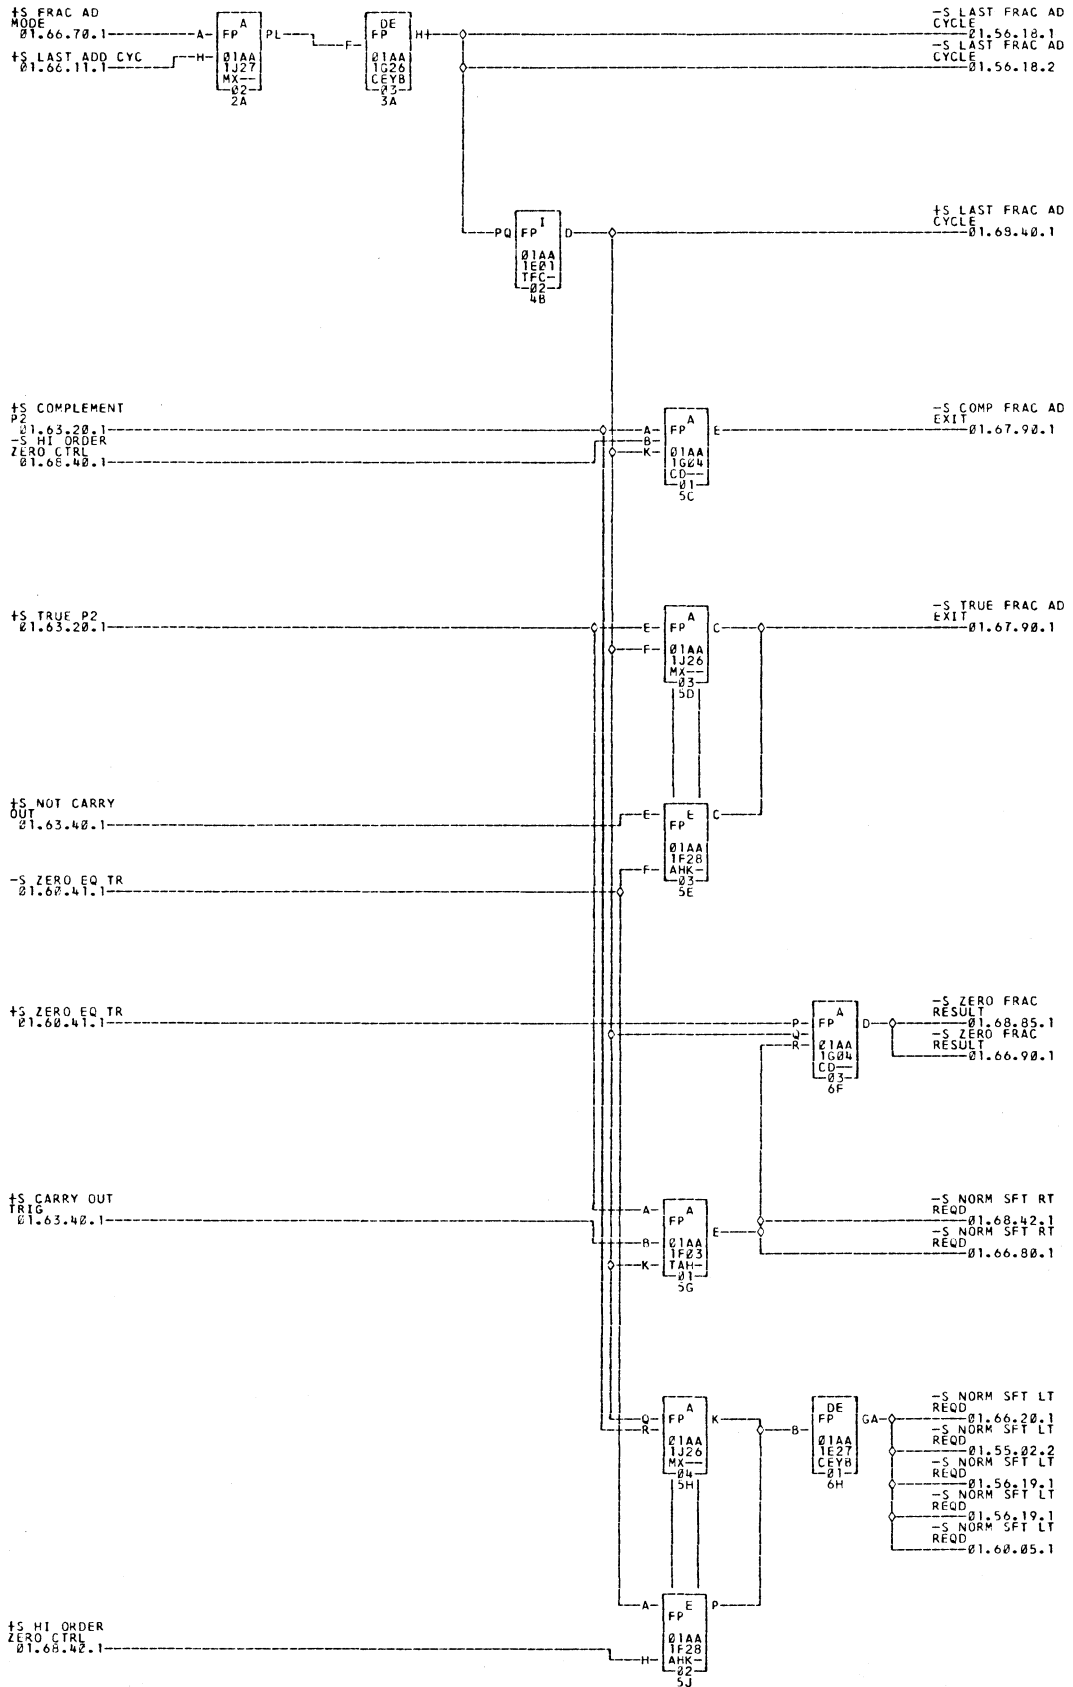 +S FRAC AD
MODE
01.66.70.1
+S LAST ADD CYC
01.66.11.1
A
H
A
FP
PL
01AA
1J27
MX--
-02-
2A
F
DE
FP
H+
01AA
1G26
CEYB
-03-
3A
-S LAST FRAC AD
CYCLE
01.56.18.1
-S LAST FRAC AD
CYCLE
01.56.18.2
PQ
I
FP
D
01AA
1E01
TFC-
-02-
4B
+S LAST FRAC AD
CYCLE
01.68.40.1
+S COMPLEMENT
P2
01.63.20.1
-S HI ORDER
ZERO CTRL
01.68.40.1
A
B
K
A
FP
E
01AA
1G04
CD--
-01-
5C
-S COMP FRAC AD
EXIT
01.67.90.1
+S TRUE P2
01.63.20.1
E
F
A
FP
C
01AA
1J26
MX--
-03-
5D
-S TRUE FRAC AD
EXIT
01.67.90.1
+S NOT CARRY
OUT
01.63.40.1
-S ZERO EQ TR
01.60.41.1
E
F
E
FP
C
01AA
1F28
AHK-
-03-
5E
+S ZERO EQ TR
01.60.41.1
P
Q
R
A
FP
D
01AA
1G04
CD--
-03-
6F
-S ZERO FRAC
RESULT
01.68.85.1
-S ZERO FRAC
RESULT
01.66.90.1
+S CARRY OUT
TRIG
01.63.40.1
A
B
K
A
FP
E
01AA
1F03
TAH-
-01-
5G
-S NORM SFT RT
REQD
01.68.42.1
-S NORM SFT RT
REQD
01.66.80.1
Q
R
A
FP
K
01AA
1J26
MX--
-04-
5H
B
DE
FP
GA
01AA
1E27
CEYB
-01-
6H
-S NORM SFT LT
REQD
01.66.20.1
-S NORM SFT LT
REQD
01.55.02.2
-S NORM SFT LT
REQD
01.56.19.1
-S NORM SFT LT
REQD
01.56.19.1
-S NORM SFT LT
REQD
01.60.05.1
+S HI ORDER
ZERO CTRL
01.68.40.1
A
H
E
FP
P
01AA
1F28
AHK-
-02-
5J